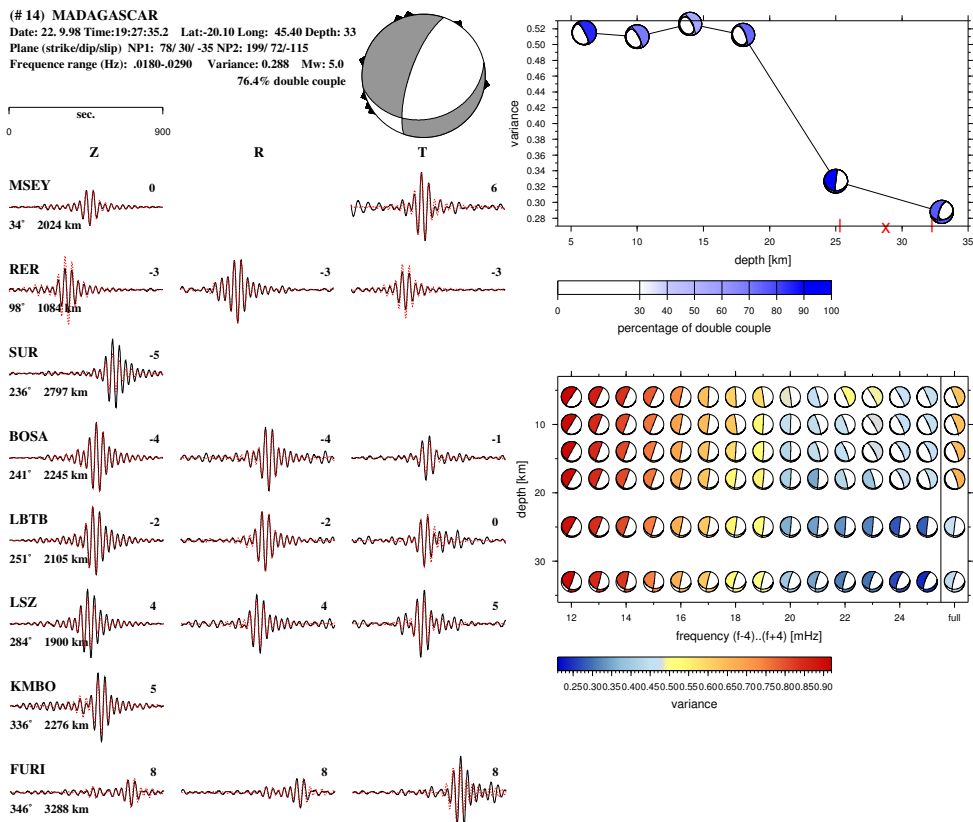 (# 14) MADAGASCAR
Date: 22. 9.98 Time:19:27:35.2 Lat:-20.10 Long: 45.40 Depth: 33
Plane (strike/dip/slip) NP1: 78/ 30/ -35 NP2: 199/ 72/-115
Frequence range (Hz): .0180-.0290 Variance: 0.288 Mw: 5.0
76.4% double couple
sec.
0 900
Z R T
MSEY 0 6
34° 2024 km
RER -3 -3 -3
98° 1084 km
SUR -5
236° 2797 km
BOSA -4 -4 -1
241° 2245 km
LBTB -2 -2 0
251° 2105 km
LSZ 4 4 5
284° 1900 km
KMBO 5
336° 2276 km
FURI 8 8 8
346° 3288 km
0.52
0.50
0.48
0.46
0.44
0.42
0.40
0.38
0.36
0.34
0.32
0.30
0.28
variance
x
5 10 15 20 25 30 35
depth [km]
0 30 40 50 60 70 80 90 100
percentage of double couple
10
20
30
depth [km]
12 13 14 15 16 17 18 19 20 21 22 23 24 25 full
frequency (f-4)..(f+4) [mHz]
0.25 0.30 0.35 0.40 0.45 0.50 0.55 0.60 0.65 0.70 0.75 0.80 0.85 0.90
variance